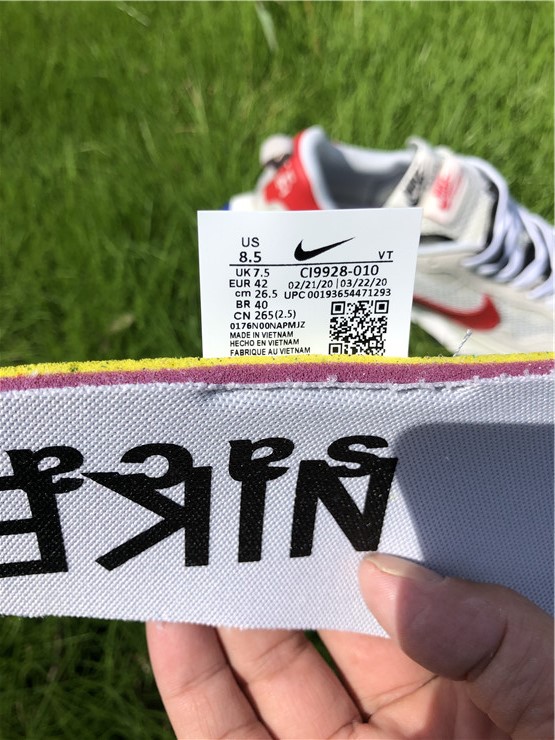 US
8.5
VT
UK 7.5 CI9928-010
EUR 42 02/21/20 | 03/22/20
cm 26.5 UPC 00193654471293
BR 40
CN 265(2.5)
0176N00NAPMJZ
MADE IN VIETNAM
HECHO EN VIETNAM
FABRIQUE AU VIETNAM
sacai
NIKE